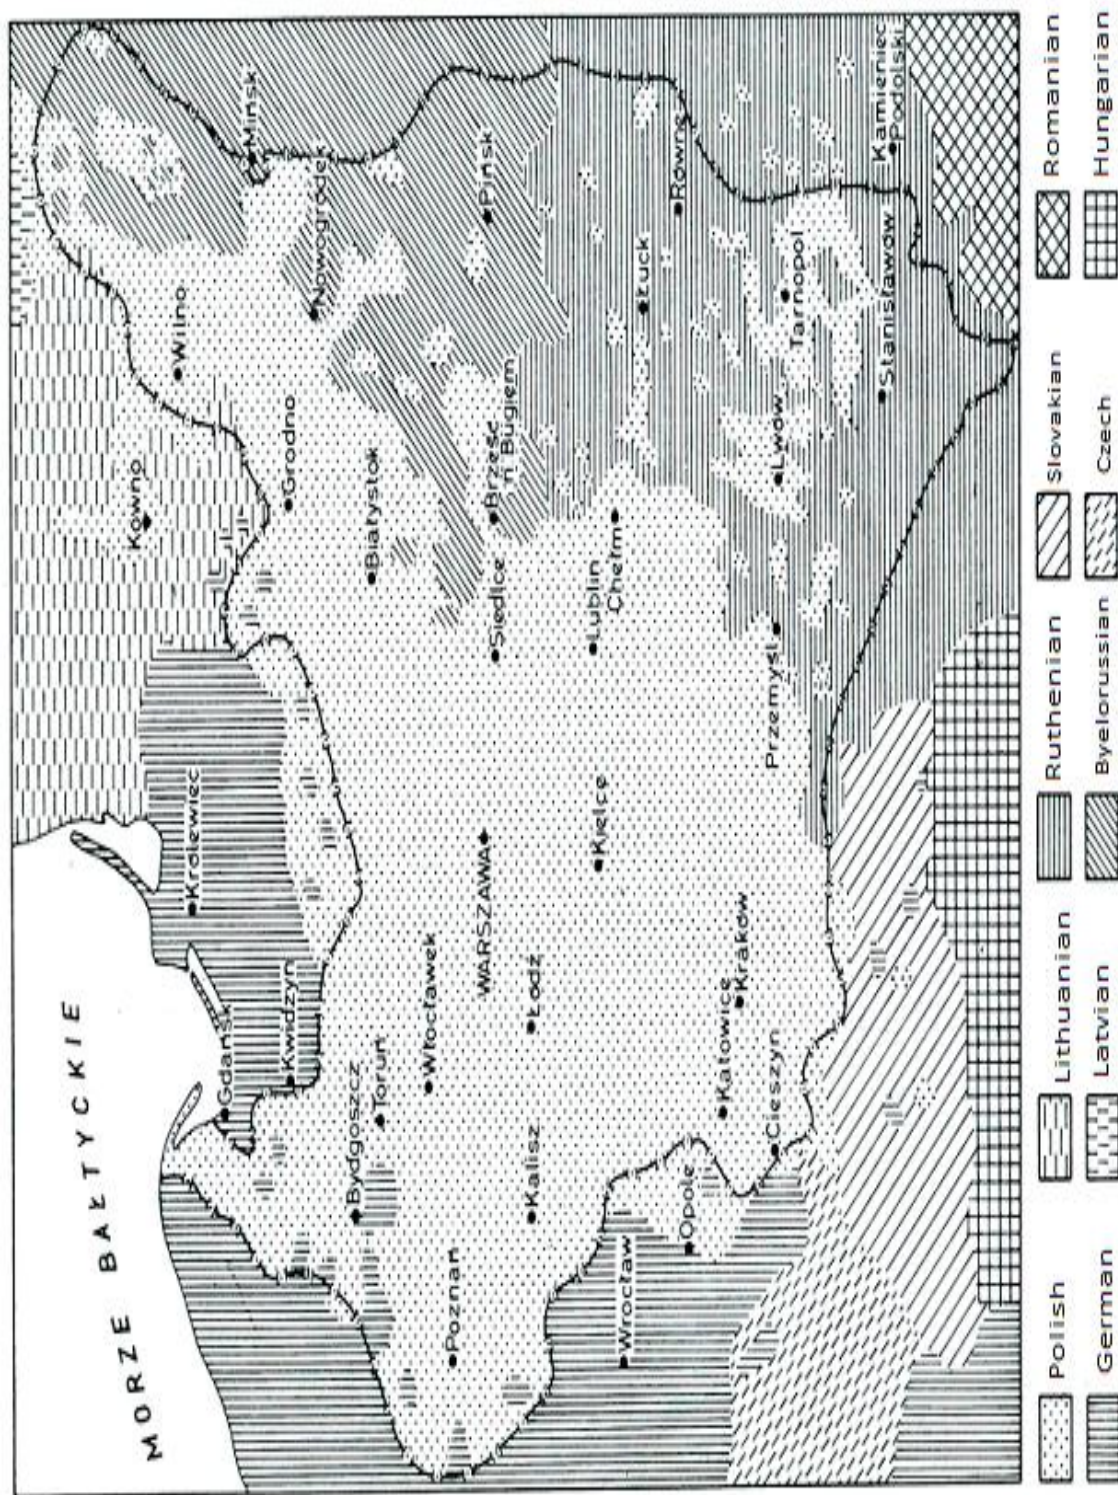 MORZE BAŁTYCKIE
Kowno
Wilno
Mińsk
Królewiec
Gdańsk
Kwidzyn
Grodno
Nowogródek
Białystok
Bydgoszcz
Toruń
Włocławek
WARSZAWA
Siedlce
Brześć
n Bugiem
Pińsk
Poznań
Kalisz
Łódź
Kielce
Lublin
Chełm
Łuck
Równe
Wrocław
Opole
Katowice
Kraków
Cieszyn
Przemyśl
Lwów
Tarnopol
Stanisławów
Kamieniec
Podolski
Polish
Lithuanian
Ruthenian
Slovakian
Romanian
German
Latvian
Byelorussian
Czech
Hungarian